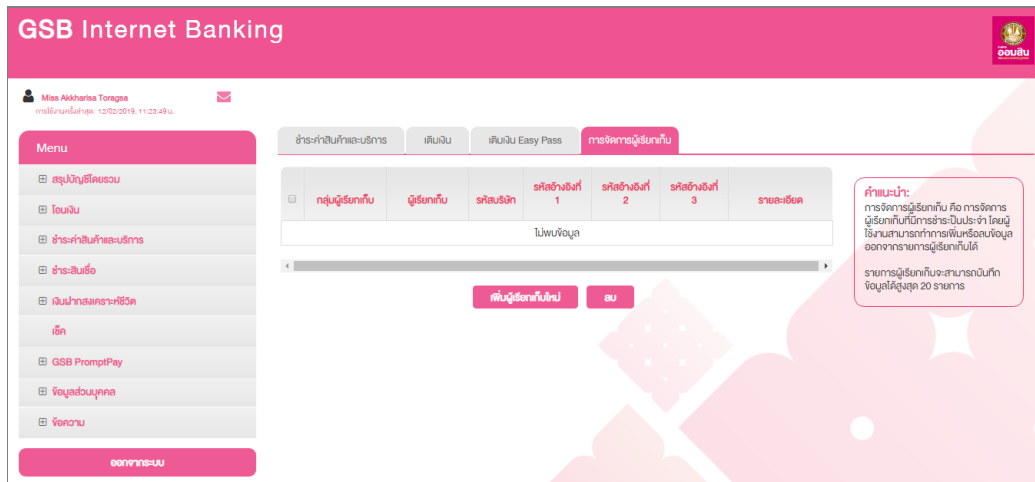 GSB Internet Banking
ธนาคาร
ออมสิน
Miss Akkharisa Toragsa
การใช้งานครั้งล่าสุด: 12/02/2019, 11:23:49 น.
Menu
สรุปบัญชีโดยรวม
โอนเงิน
ชำระค่าสินค้าและบริการ
ชำระสินเชื่อ
เงินฝากสงเคราะห์ชีวิต
เช็ค
GSB PromptPay
ข้อมูลส่วนบุคคล
ข้อความ
ออกจากระบบ
ชำระค่าสินค้าและบริการ เติมเงิน เติมเงิน Easy Pass การจัดการผู้เรียกเก็บ
กลุ่มผู้เรียกเก็บ ผู้เรียกเก็บ รหัสบริษัท รหัสอ้างอิงที่ 1 รหัสอ้างอิงที่ 2 รหัสอ้างอิงที่ 3 รายละเอียด
ไม่พบข้อมูล
เพิ่มผู้เรียกเก็บใหม่ ลบ
คำแนะนำ:
การจัดการผู้เรียกเก็บ คือ การจัดการ
ผู้เรียกเก็บที่มีการชำระเป็นประจำ โดยผู้
ใช้งานสามารถทำการเพิ่มหรือลบข้อมูล
ออกจากรายการผู้เรียกเก็บได้
รายการผู้เรียกเก็บจะสามารถบันทึก
ข้อมูลได้สูงสุด 20 รายการ